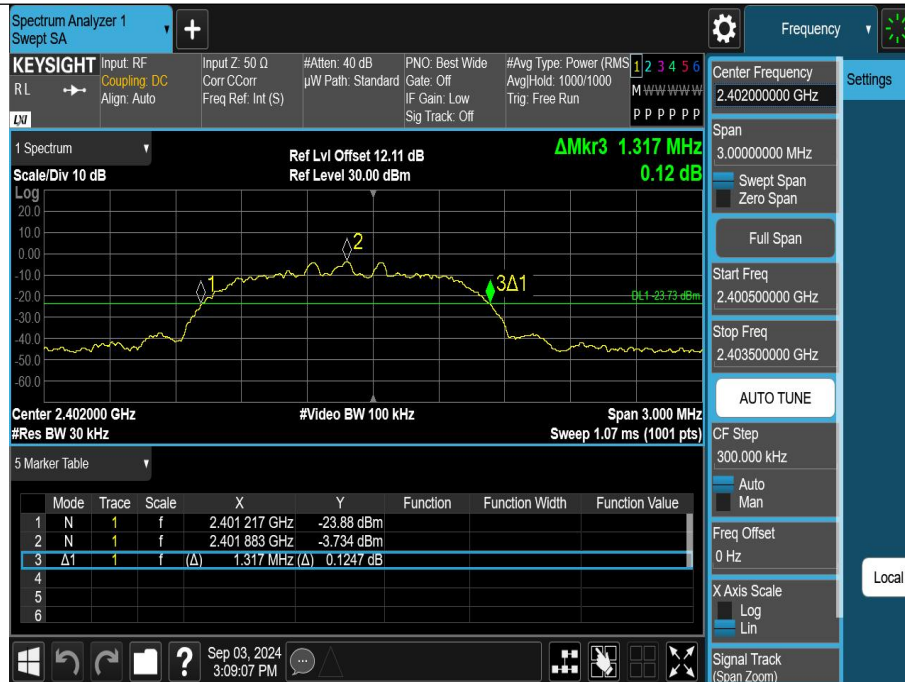 Spectrum Analyzer 1
Swept SA
+
Frequency
KEYSIGHT
RL
LXI
Input: RF
Coupling: DC
Align: Auto
Input Z: 50 Ω
Corr CCorr
Freq Ref: Int (S)
#Atten: 40 dB
µW Path: Standard
PNO: Best Wide
Gate: Off
IF Gain: Low
Sig Track: Off
#Avg Type: Power (RMS
Avg|Hold: 1000/1000
Trig: Free Run
1 2 3 4 5 6
M W W W W W
P P P P P P
1 Spectrum
Scale/Div 10 dB
Ref Lvl Offset 12.11 dB
Ref Level 30.00 dBm
ΔMkr3 1.317 MHz
0.12 dB
Log
20.0
10.0
0.00
-10.0
-20.0
-30.0
-40.0
-50.0
-60.0
1
2
3Δ1
DL1 -23.73 dBm
Center 2.402000 GHz
#Res BW 30 kHz
#Video BW 100 kHz
Span 3.000 MHz
Sweep 1.07 ms (1001 pts)
5 Marker Table
Mode Trace Scale X Y Function Function Width Function Value
1 N 1 f 2.401 217 GHz -23.88 dBm
2 N 1 f 2.401 883 GHz -3.734 dBm
3 Δ1 1 f (Δ) 1.317 MHz (Δ) 0.1247 dB
4
5
6
?
Sep 03, 2024
3:09:07 PM
Center Frequency
2.402000000 GHz
Span
3.00000000 MHz
Swept Span
Zero Span
Full Span
Start Freq
2.400500000 GHz
Stop Freq
2.403500000 GHz
AUTO TUNE
CF Step
300.000 kHz
Auto
Man
Freq Offset
0 Hz
X Axis Scale
Log
Lin
Signal Track
(Span Zoom)
Settings
Local